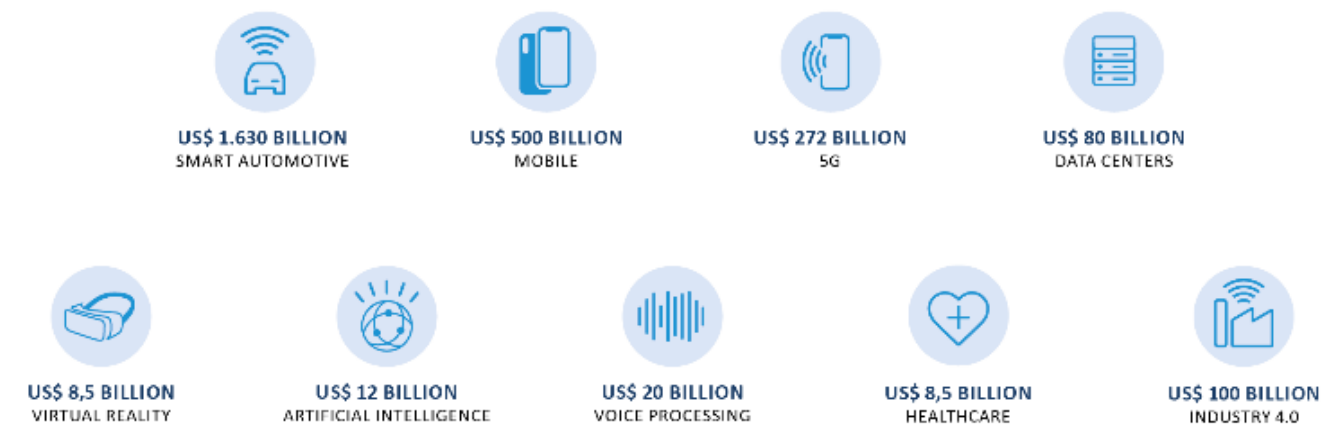 US$ 1.630 BILLION
SMART AUTOMOTIVE
US$ 500 BILLION
MOBILE
US$ 272 BILLION
5G
US$ 80 BILLION
DATA CENTERS
US$ 8,5 BILLION
VIRTUAL REALITY
US$ 12 BILLION
ARTIFICIAL INTELLIGENCE
US$ 20 BILLION
VOICE PROCESSING
US$ 8,5 BILLION
HEALTHCARE
US$ 100 BILLION
INDUSTRY 4.0